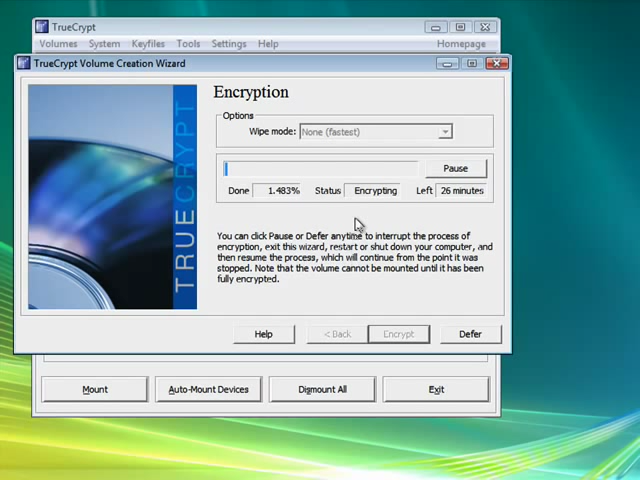 TrueCrypt
Volumes System Keyfiles Tools Settings Help Homepage
TrueCrypt Volume Creation Wizard
TRUECRYPT
Encryption
Options
Wipe mode: None (fastest)
Pause
Done 1.483% Status Encrypting Left 26 minutes
You can click Pause or Defer anytime to interrupt the process of
encryption, exit this wizard, restart or shut down your computer, and
then resume the process, which will continue from the point it was
stopped. Note that the volume cannot be mounted until it has been
fully encrypted.
Help < Back Encrypt Defer
Mount Auto-Mount Devices Dismount All Exit